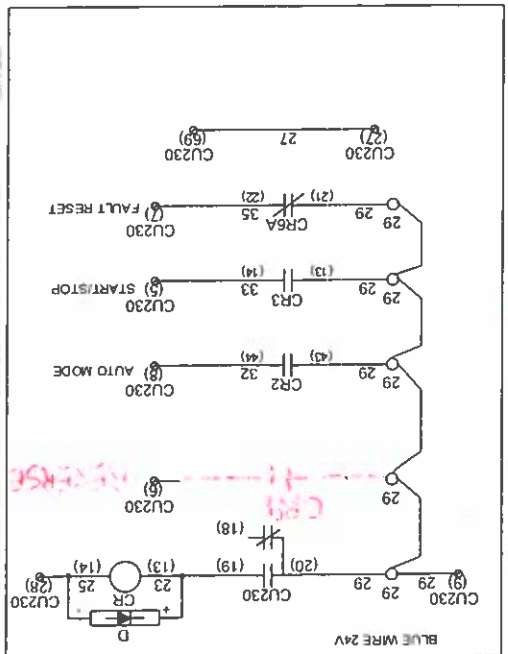 BLUE WIRE 24V
D
+
CU230 CU230 CR CU230
(9) 29 29 (20) (19) (13) 23 25 (14) (28)
(18)
29 CU230 (6) REVERSE
29 29 (43) CR2 32 (44) CU230 (8) AUTO MODE
29 29 (13) CR3 33 (14) CU230 (5) START/STOP
29 29 (21) CR6A 35 (22) CU230 (7) FAULT RESET
CU230 (27) 27 CU230 (69)